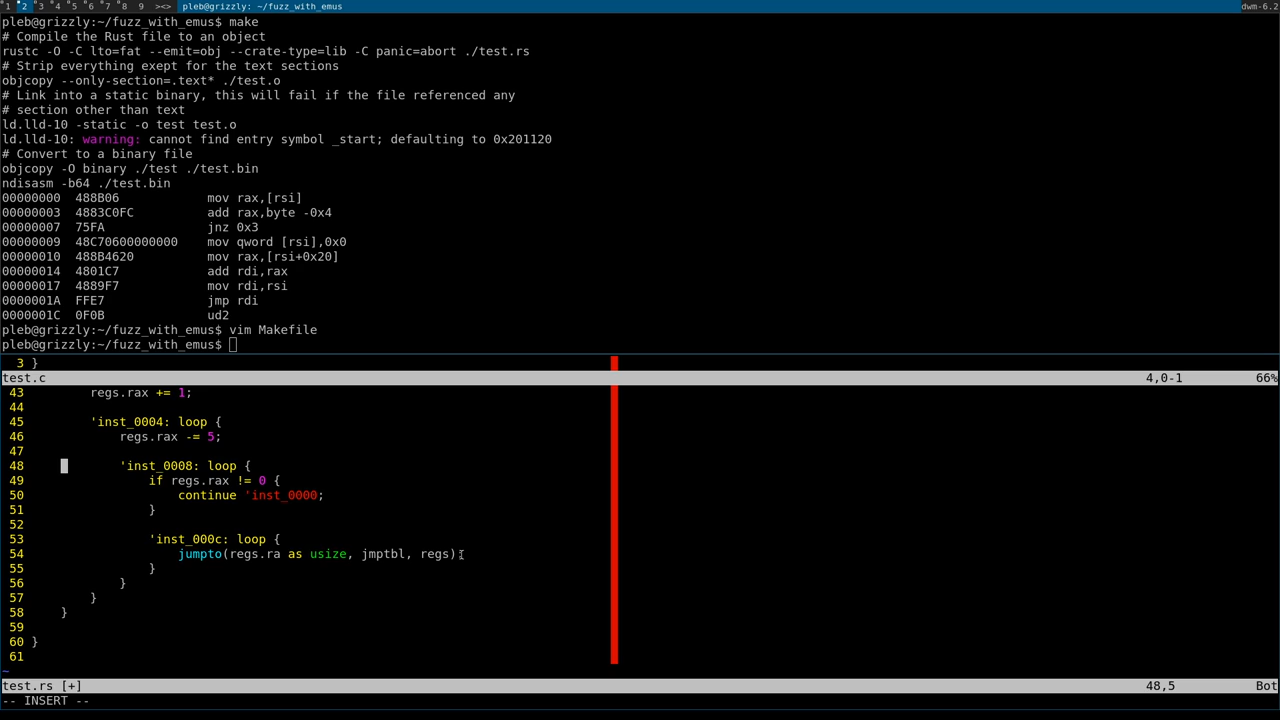 1 2 3 4 5 6 7 8 9 ><> pleb@grizzly: ~/fuzz_with_emus dwm-6.2
pleb@grizzly:~/fuzz_with_emus$ make
# Compile the Rust file to an object
rustc -O -C lto=fat --emit=obj --crate-type=lib -C panic=abort ./test.rs
# Strip everything exept for the text sections
objcopy --only-section=.text* ./test.o
# Link into a static binary, this will fail if the file referenced any
# section other than text
ld.lld-10 -static -o test test.o
ld.lld-10: warning: cannot find entry symbol _start; defaulting to 0x201120
# Convert to a binary file
objcopy -O binary ./test ./test.bin
ndisasm -b64 ./test.bin
00000000  488B06            mov rax,[rsi]
00000003  4883C0FC          add rax,byte -0x4
00000007  75FA              jnz 0x3
00000009  48C70600000000    mov qword [rsi],0x0
00000010  488B4620          mov rax,[rsi+0x20]
00000014  4801C7            add rdi,rax
00000017  4889F7            mov rdi,rsi
0000001A  FFE7              jmp rdi
0000001C  0F0B              ud2
pleb@grizzly:~/fuzz_with_emus$ vim Makefile
pleb@grizzly:~/fuzz_with_emus$
3 }
test.c 4,0-1 66%
43         regs.rax += 1;
44
45         'inst_0004: loop {
46             regs.rax -= 5;
47
48             'inst_0008: loop {
49                 if regs.rax != 0 {
50                     continue 'inst_0000;
51                 }
52
53                 'inst_000c: loop {
54                     jumpto(regs.ra as usize, jmptbl, regs);
55                 }
56             }
57         }
58     }
59
60 }
61
~
test.rs [+] 48,5 Bot
-- INSERT --